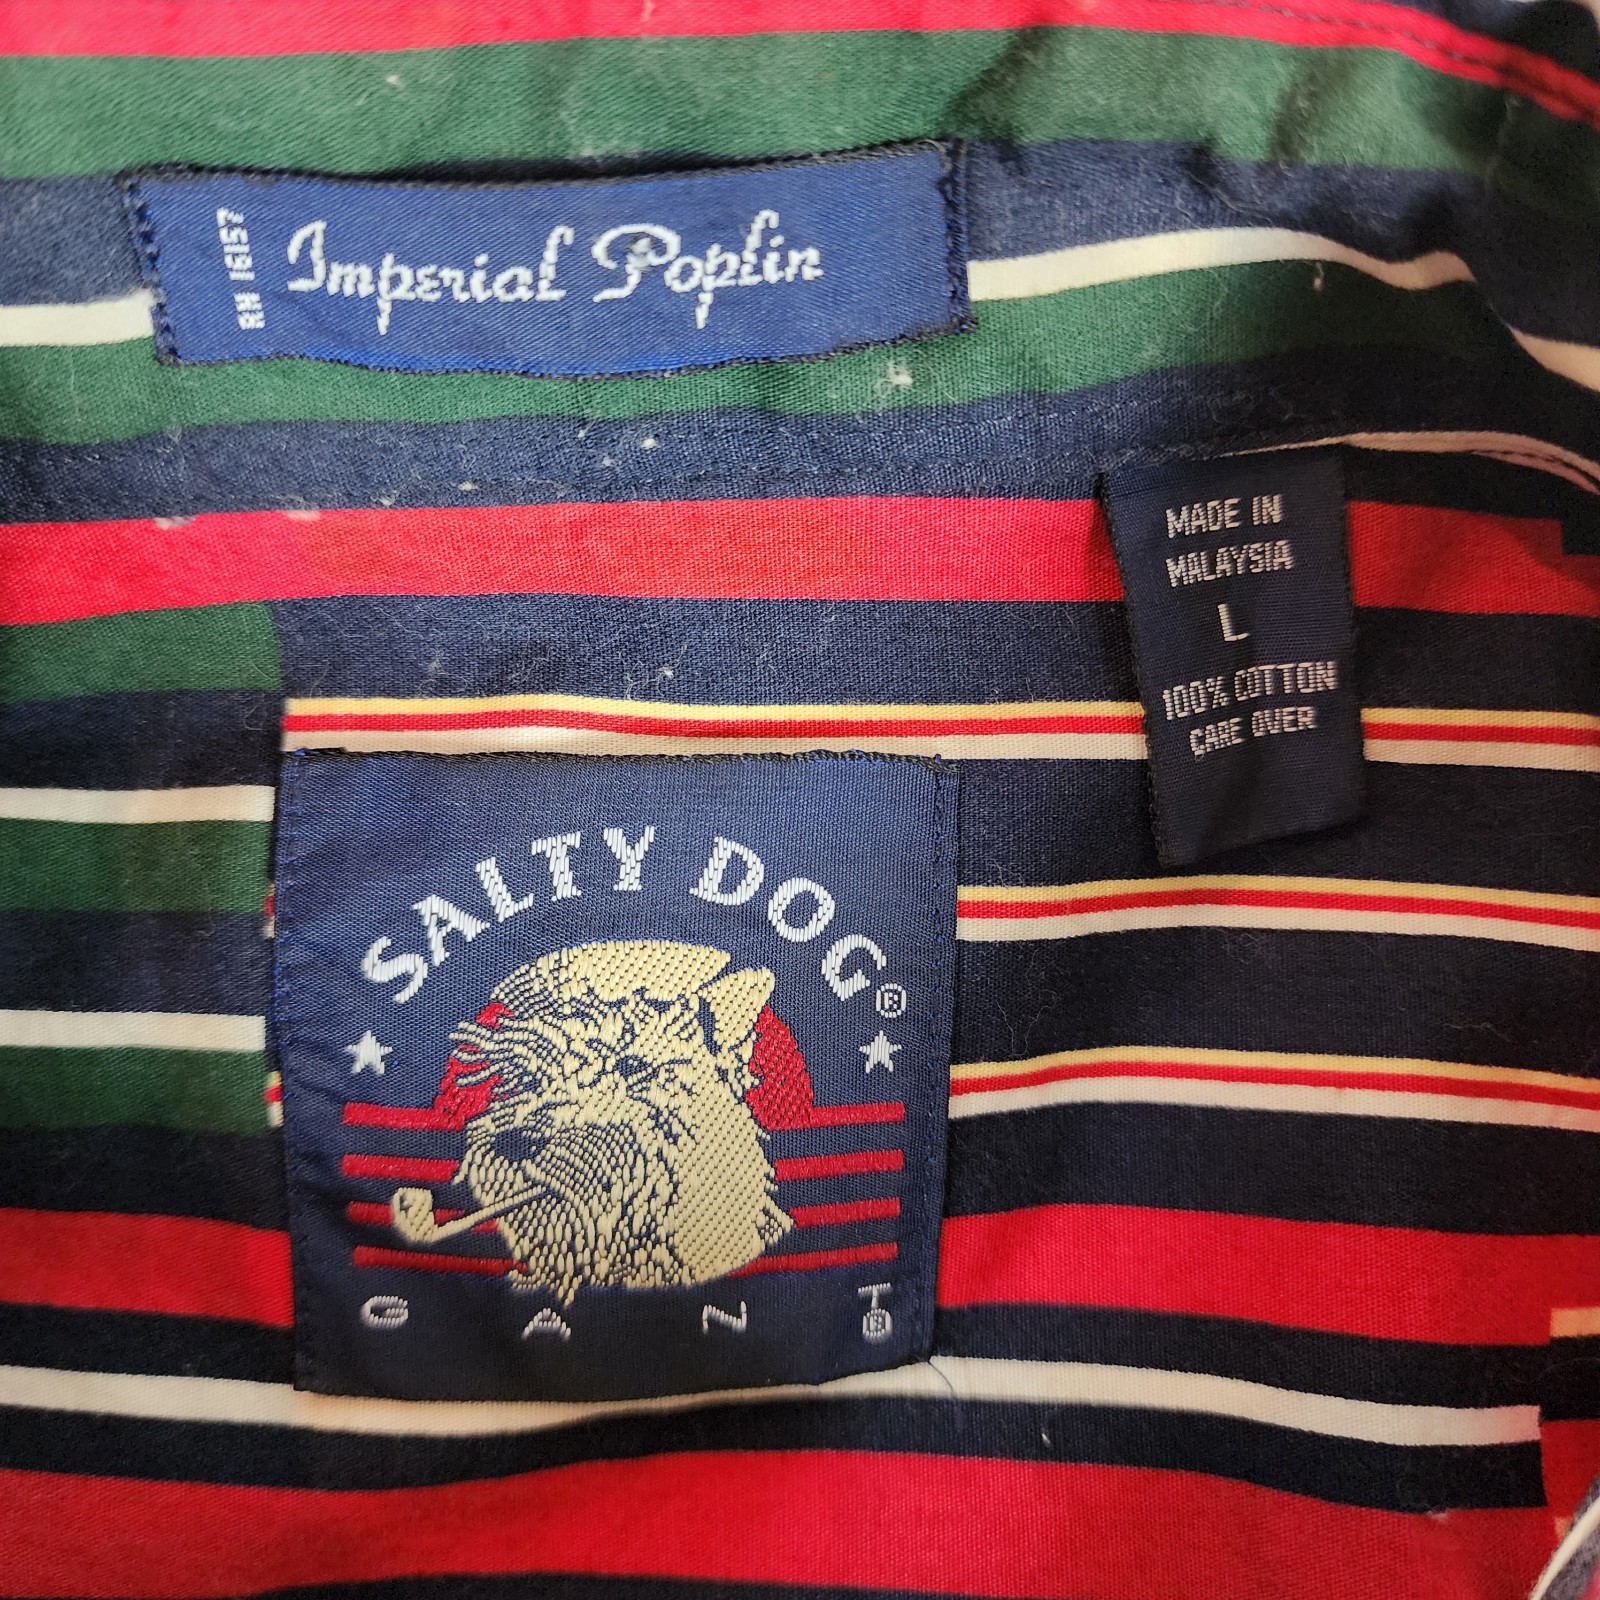 RN 16157
Imperial Poplin
MADE IN
MALAYSIA
L
100% COTTON
CARE OVER
SALTY DOG®
GANT®